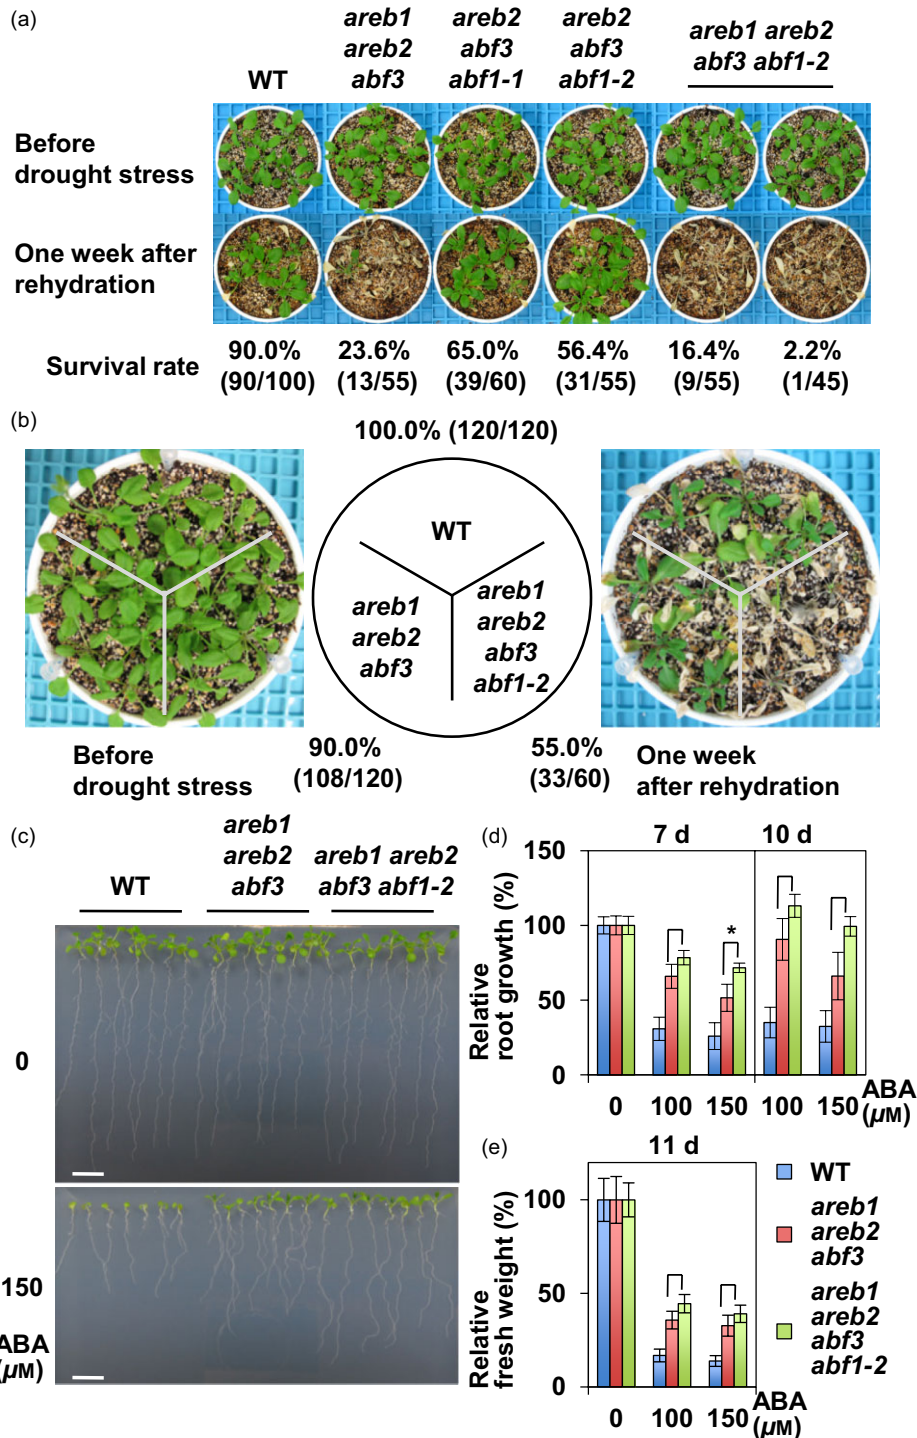 (a)
WT
areb1
areb2
abf3
areb2
abf3
abf1-1
areb2
abf3
abf1-2
areb1 areb2
abf3 abf1-2
Before
drought stress
One week after
rehydration
Survival rate
90.0%
(90/100)
23.6%
(13/55)
65.0%
(39/60)
56.4%
(31/55)
16.4%
(9/55)
2.2%
(1/45)
(b)
100.0% (120/120)
WT
areb1
areb2
abf3
areb1
areb2
abf3
abf1-2
Before
drought stress
90.0%
(108/120)
55.0%
(33/60)
One week
after rehydration
(c)
WT
areb1
areb2
abf3
areb1 areb2
abf3 abf1-2
0
150
ABA
(µM)
(d)
7 d
10 d
Relative
root growth (%)
150
100
50
0
*
0
100
150
100
150
ABA
(µM)
(e)
11 d
Relative
fresh weight (%)
100
50
0
0
100
150
ABA
(µM)
WT
areb1
areb2
abf3
areb1
areb2
abf3
abf1-2